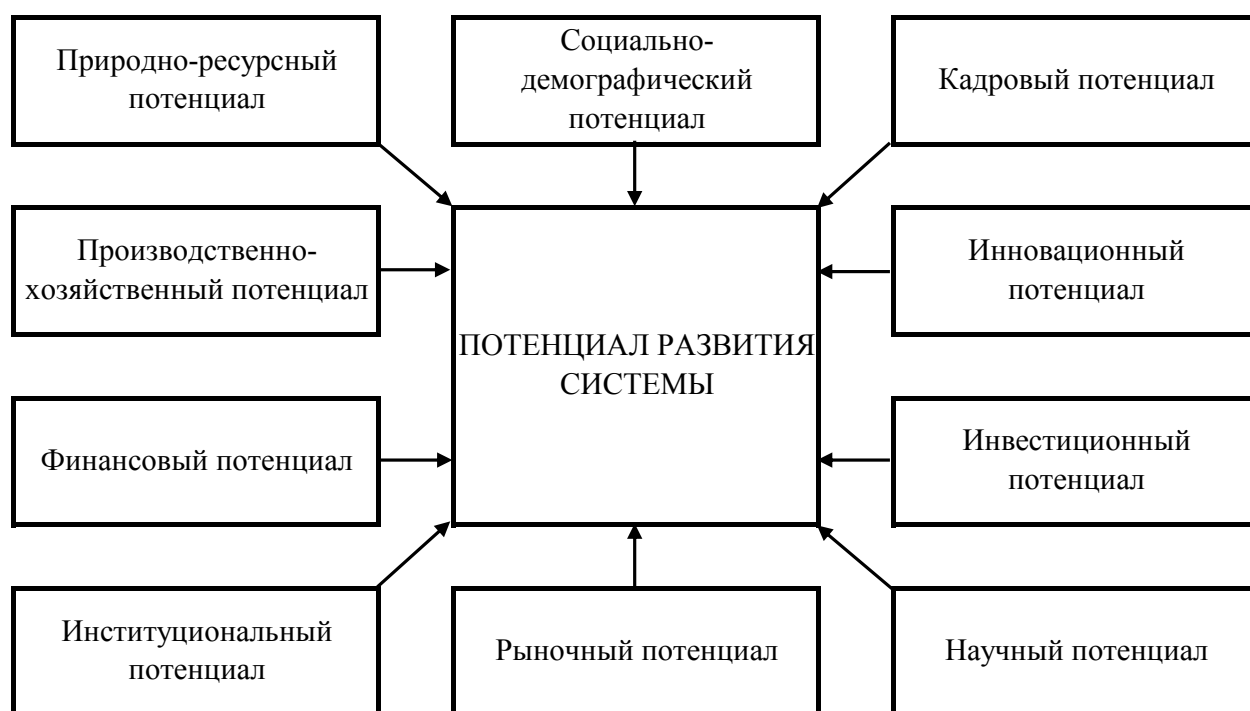 Природно-ресурсный
потенциал
Социально-
демографический
потенциал
Кадровый потенциал
Производственно-
хозяйственный потенциал
Инновационный
потенциал
ПОТЕНЦИАЛ РАЗВИТИЯ
СИСТЕМЫ
Финансовый потенциал
Инвестиционный
потенциал
Институциональный
потенциал
Рыночный потенциал
Научный потенциал